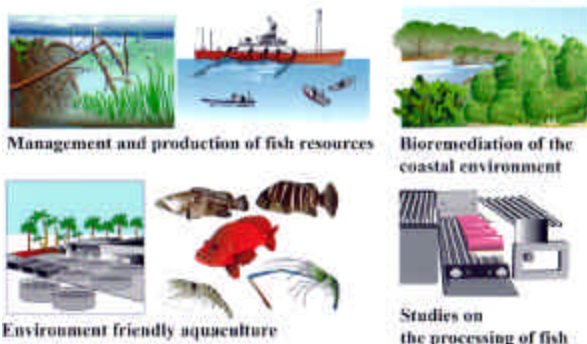 Management and production of fish resources
Bioremediation of the
coastal environment
Environment friendly aquaculture
Studies on
the processing of fish